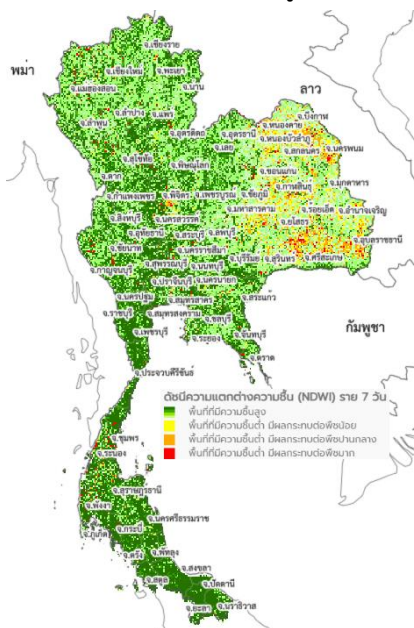 พม่า
ลาว
กัมพูชา
จ.เชียงราย
จ.เชียงใหม่
จ.พะเยา
จ.น่าน
จ.แม่ฮ่องสอน
จ.ลำปาง
จ.แพร่
จ.ลำพูน
จ.อุตรดิตถ์
จ.อุดรธานี
จ.เลย
จ.บึงกาฬ
จ.หนองคาย
จ.หนองบัวลำภู
จ.สกลนคร
จ.นครพนม
จ.สุโขทัย
จ.พิษณุโลก
จ.ตาก
จ.ขอนแก่น
จ.กาฬสินธุ์
จ.มุกดาหาร
จ.กำแพงเพชร
จ.พิจิตร
จ.เพชรบูรณ์
จ.ชัยภูมิ
จ.มหาสารคาม
จ.ร้อยเอ็ด
จ.อำนาจเจริญ
จ.ยโสธร
จ.สิงห์บุรี
จ.นครสวรรค์
จ.อุทัยธานี
จ.สระบุรี
จ.ลพบุรี
จ.อุบลราชธานี
จ.ชัยนาท
จ.นครราชสีมา
จ.บุรีรัมย์
จ.สุรินทร์
จ.ศรีสะเกษ
จ.กาญจนบุรี
จ.สุพรรณบุรี
จ.นนทบุรี
จ.ปราจีนบุรี
จ.นครนายก
จ.สระแก้ว
จ.นครปฐม
จ.สมุทรสาคร
จ.ราชบุรี
จ.สมุทรสงคราม
จ.ชลบุรี
จ.เพชรบุรี
จ.ระยอง
จ.จันทบุรี
จ.ตราด
จ.ประจวบคีรีขันธ์
ดัชนีความแตกต่างความชื้น (NDWI) ราย 7 วัน
พื้นที่ที่มีความชื้นสูง
พื้นที่ที่มีความชื้นต่ำ มีผลกระทบต่อพืชน้อย
พื้นที่ที่มีความชื้นต่ำ มีผลกระทบต่อพืชปานกลาง
พื้นที่ที่มีความชื้นต่ำ มีผลกระทบต่อพืชมาก
จ.ชุมพร
จ.ระนอง
จ.สุราษฎร์ธานี
จ.พังงา
จ.นครศรีธรรมราช
จ.กระบี่
จ.ภูเก็ต
จ.ตรัง
จ.พัทลุง
จ.สงขลา
จ.สตูล
จ.ปัตตานี
จ.ยะลา
จ.นราธิวาส